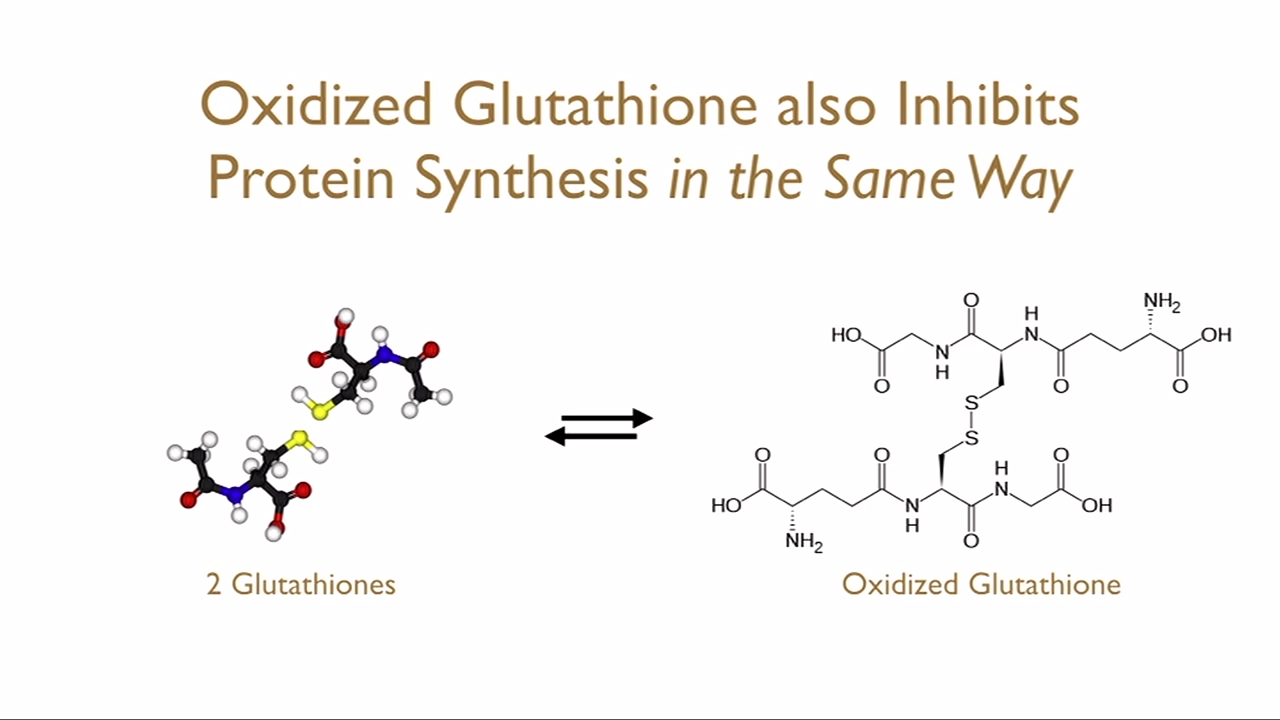 Oxidized Glutathione also Inhibits
Protein Synthesis in the Same Way
O
H
N
NH₂
HO
O
N
H
O
O
OH
O
S
S
O
HO
NH₂
O
N
H
O
H
N
O
OH
2 Glutathiones
Oxidized Glutathione